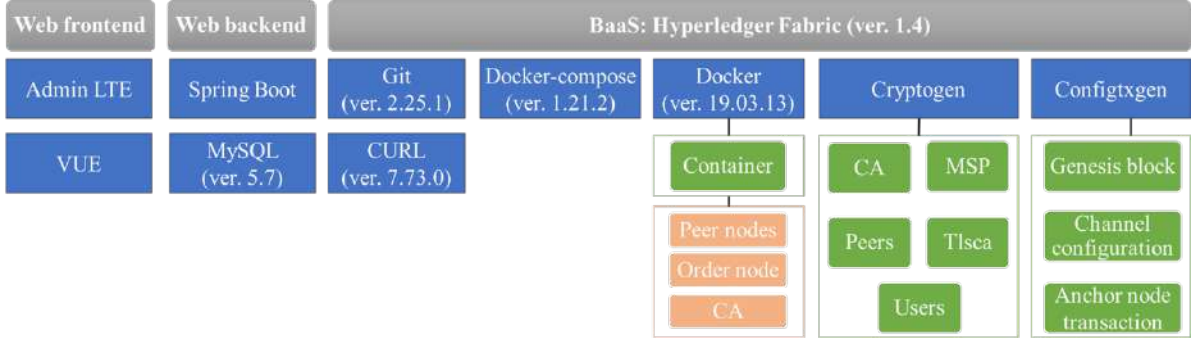 Web frontend
Web backend
BaaS: Hyperledger Fabric (ver. 1.4)
Admin LTE
Spring Boot
Git
(ver. 2.25.1)
Docker-compose
(ver. 1.21.2)
Docker
(ver. 19.03.13)
Cryptogen
Configtxgen
VUE
MySQL
(ver. 5.7)
CURL
(ver. 7.73.0)
Container
Peer nodes
Order node
CA
CA
MSP
Peers
Tlsca
Users
Genesis block
Channel
configuration
Anchor node
transaction